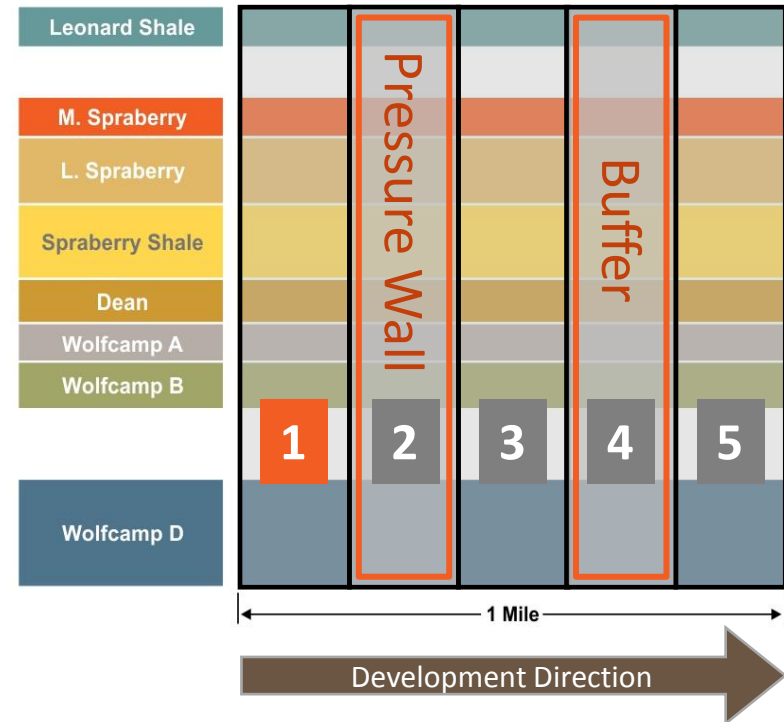 Leonard Shale
M. Spraberry
L. Spraberry
Spraberry Shale
Dean
Wolfcamp A
Wolfcamp B
Wolfcamp D
Pressure Wall
Buffer
1
2
3
4
5
1 Mile
Development Direction